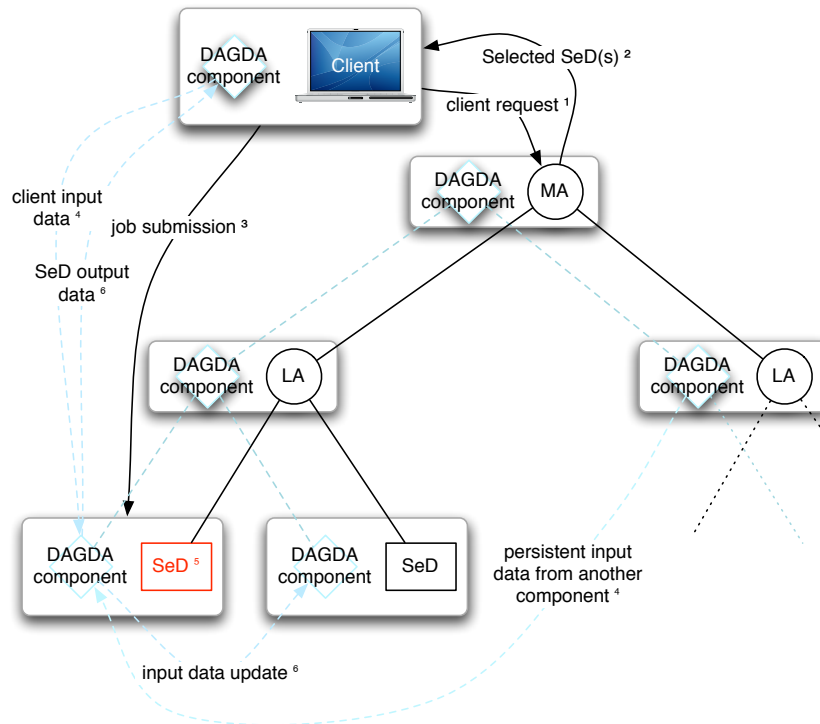 DAGDA
component
Client
Selected SeD(s) ²
client request ¹
DAGDA
component
MA
client input
data ⁴
job submission ³
SeD output
data ⁶
DAGDA
component
LA
DAGDA
component
LA
DAGDA
component
SeD ⁵
DAGDA
component
SeD
persistent input
data from another
component ⁴
input data update ⁶